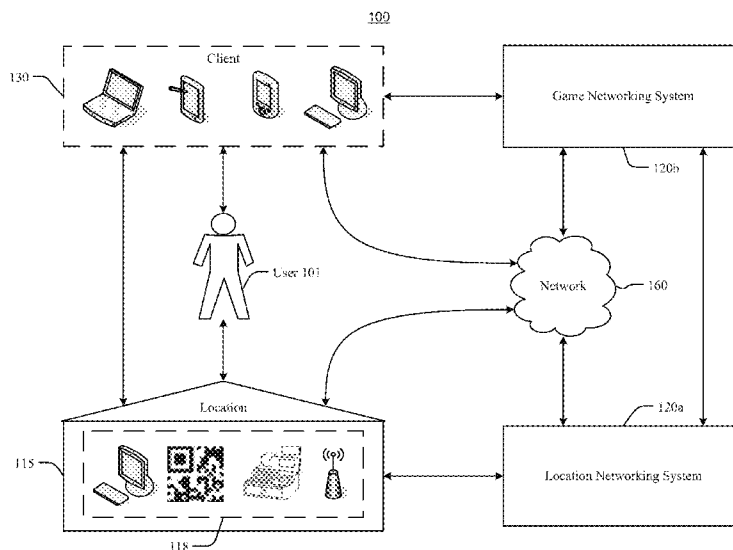 100
Client
130
Game Networking System
120b
User 101
Network
160
Location
120a
115
Location Networking System
118